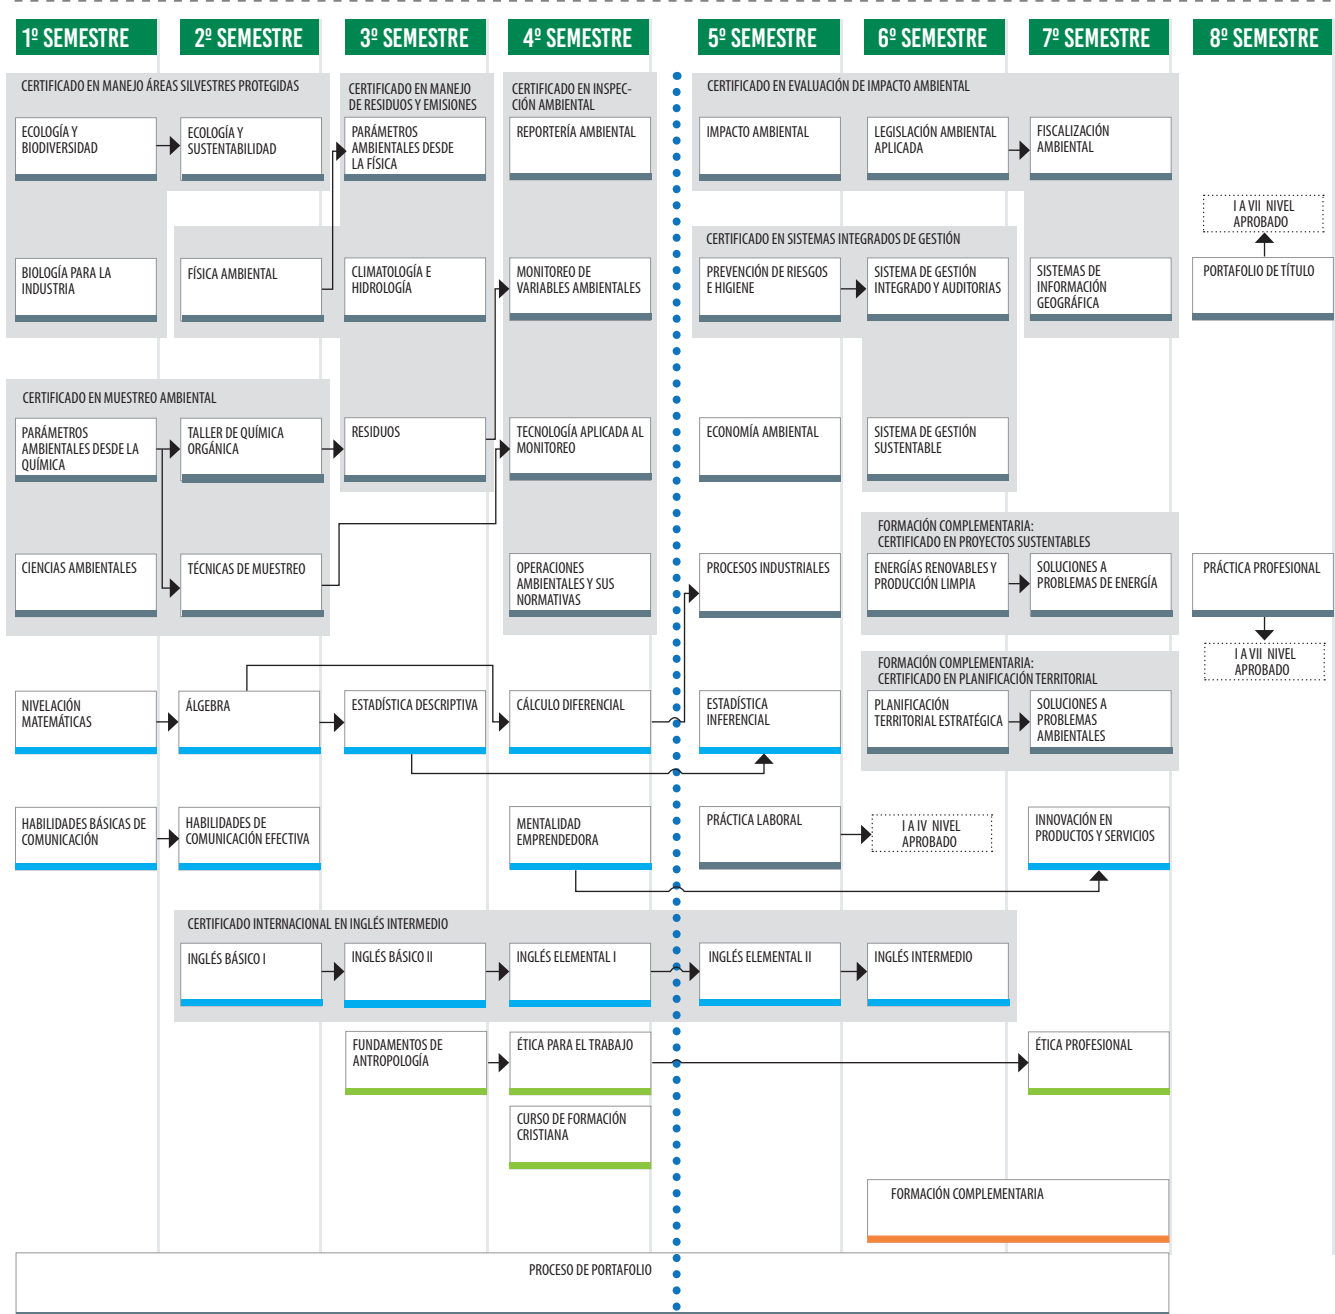 1º SEMESTRE
2º SEMESTRE
3º SEMESTRE
4º SEMESTRE
5º SEMESTRE
6º SEMESTRE
7º SEMESTRE
8º SEMESTRE
CERTIFICADO EN MANEJO ÁREAS SILVESTRES PROTEGIDAS
CERTIFICADO EN MANEJO
DE RESIDUOS Y EMISIONES
CERTIFICADO EN INSPEC-
CIÓN AMBIENTAL
CERTIFICADO EN EVALUACIÓN DE IMPACTO AMBIENTAL
ECOLOGÍA Y
BIODIVERSIDAD
ECOLOGÍA Y
SUSTENTABILIDAD
PARÁMETROS
AMBIENTALES DESDE
LA FÍSICA
REPORTERÍA AMBIENTAL
IMPACTO AMBIENTAL
LEGISLACIÓN AMBIENTAL
APLICADA
FISCALIZACIÓN
AMBIENTAL
I A VII NIVEL
APROBADO
CERTIFICADO EN SISTEMAS INTEGRADOS DE GESTIÓN
BIOLOGÍA PARA LA
INDUSTRIA
FÍSICA AMBIENTAL
CLIMATOLOGÍA E
HIDROLOGÍA
MONITOREO DE
VARIABLES AMBIENTALES
PREVENCIÓN DE RIESGOS
E HIGIENE
SISTEMA DE GESTIÓN
INTEGRADO Y AUDITORIAS
SISTEMAS DE
INFORMACIÓN
GEOGRÁFICA
PORTAFOLIO DE TÍTULO
CERTIFICADO EN MUESTREO AMBIENTAL
PARÁMETROS
AMBIENTALES DESDE LA
QUÍMICA
TALLER DE QUÍMICA
ORGÁNICA
RESIDUOS
TECNOLOGÍA APLICADA AL
MONITOREO
ECONOMÍA AMBIENTAL
SISTEMA DE GESTIÓN
SUSTENTABLE
FORMACIÓN COMPLEMENTARIA:
CERTIFICADO EN PROYECTOS SUSTENTABLES
CIENCIAS AMBIENTALES
TÉCNICAS DE MUESTREO
OPERACIONES
AMBIENTALES Y SUS
NORMATIVAS
PROCESOS INDUSTRIALES
ENERGÍAS RENOVABLES Y
PRODUCCIÓN LIMPIA
SOLUCIONES A
PROBLEMAS DE ENERGÍA
PRÁCTICA PROFESIONAL
I A VII NIVEL
APROBADO
FORMACIÓN COMPLEMENTARIA:
CERTIFICADO EN PLANIFICACIÓN TERRITORIAL
NIVELACIÓN
MATEMÁTICAS
ÁLGEBRA
ESTADÍSTICA DESCRIPTIVA
CÁLCULO DIFERENCIAL
ESTADÍSTICA
INFERENCIAL
PLANIFICACIÓN
TERRITORIAL ESTRATÉGICA
SOLUCIONES A
PROBLEMAS
AMBIENTALES
HABILIDADES BÁSICAS DE
COMUNICACIÓN
HABILIDADES DE
COMUNICACIÓN EFECTIVA
MENTALIDAD
EMPRENDEDORA
PRÁCTICA LABORAL
I A IV NIVEL
APROBADO
INNOVACIÓN EN
PRODUCTOS Y SERVICIOS
CERTIFICADO INTERNACIONAL EN INGLÉS INTERMEDIO
INGLÉS BÁSICO I
INGLÉS BÁSICO II
INGLÉS ELEMENTAL I
INGLÉS ELEMENTAL II
INGLÉS INTERMEDIO
FUNDAMENTOS DE
ANTROPOLOGÍA
ÉTICA PARA EL TRABAJO
ÉTICA PROFESIONAL
CURSO DE FORMACIÓN
CRISTIANA
FORMACIÓN COMPLEMENTARIA
PROCESO DE PORTAFOLIO